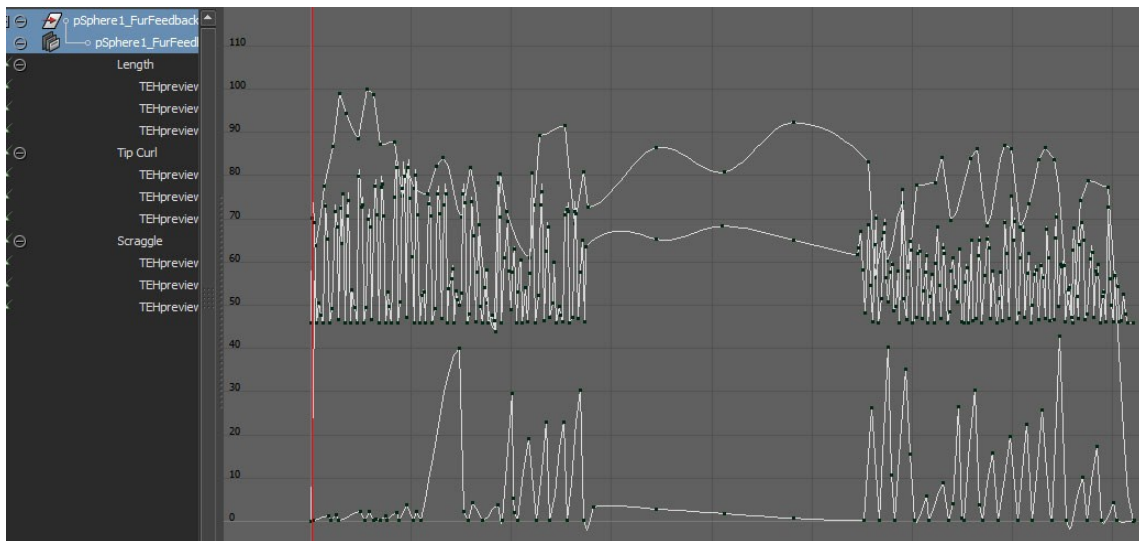 pSphere1_FurFeedback
pSphere1_FurFeedl
Length
TEHpreview
TEHpreview
TEHpreview
Tip Curl
TEHpreview
TEHpreview
TEHpreview
Scraggle
TEHpreview
TEHpreview
TEHpreview
110
100
90
80
70
60
50
40
30
20
10
0